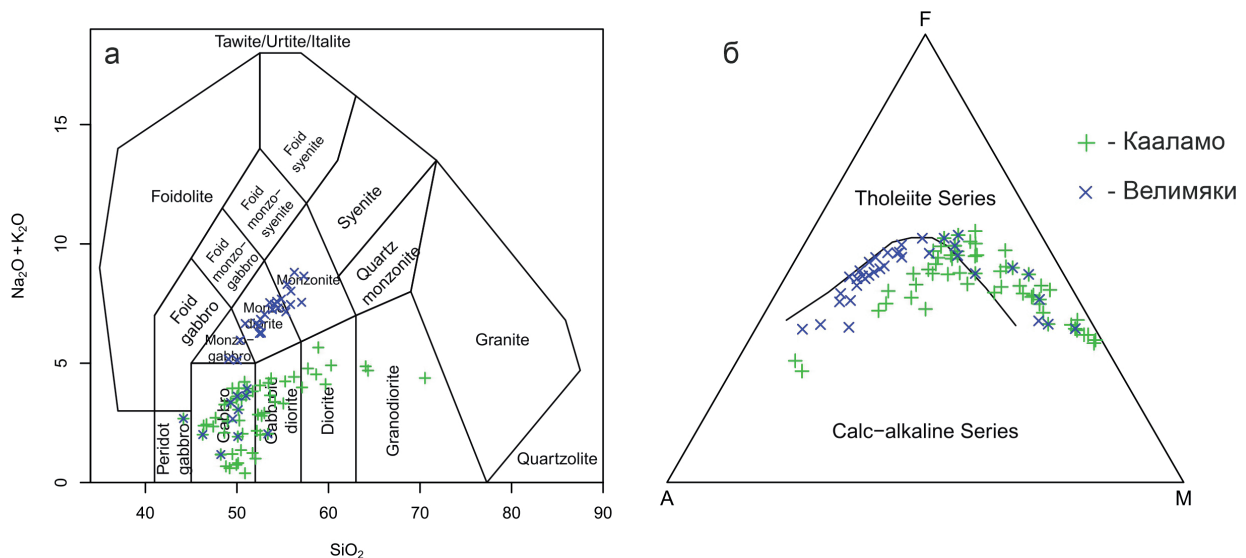 а
Tawite/Urtite/Italite
Foid
syenite
Foidolite
Foid
monzo-
syenite
Syenite
Foid
monzo-
gabbro
Quartz
monzonite
Foid
gabbro
Monzonite
Monzo-
diorite
Monzo-
gabbro
Granite
Peridot
gabbro
Gabbro
Gabbroic
diorite
Diorite
Granodiorite
Quartzolite
Na₂O + K₂O
0
5
10
15
40
50
60
70
80
90
SiO₂
б
F
Tholeiite Series
Calc−alkaline Series
A
M
- Кааламо
- Велимяки